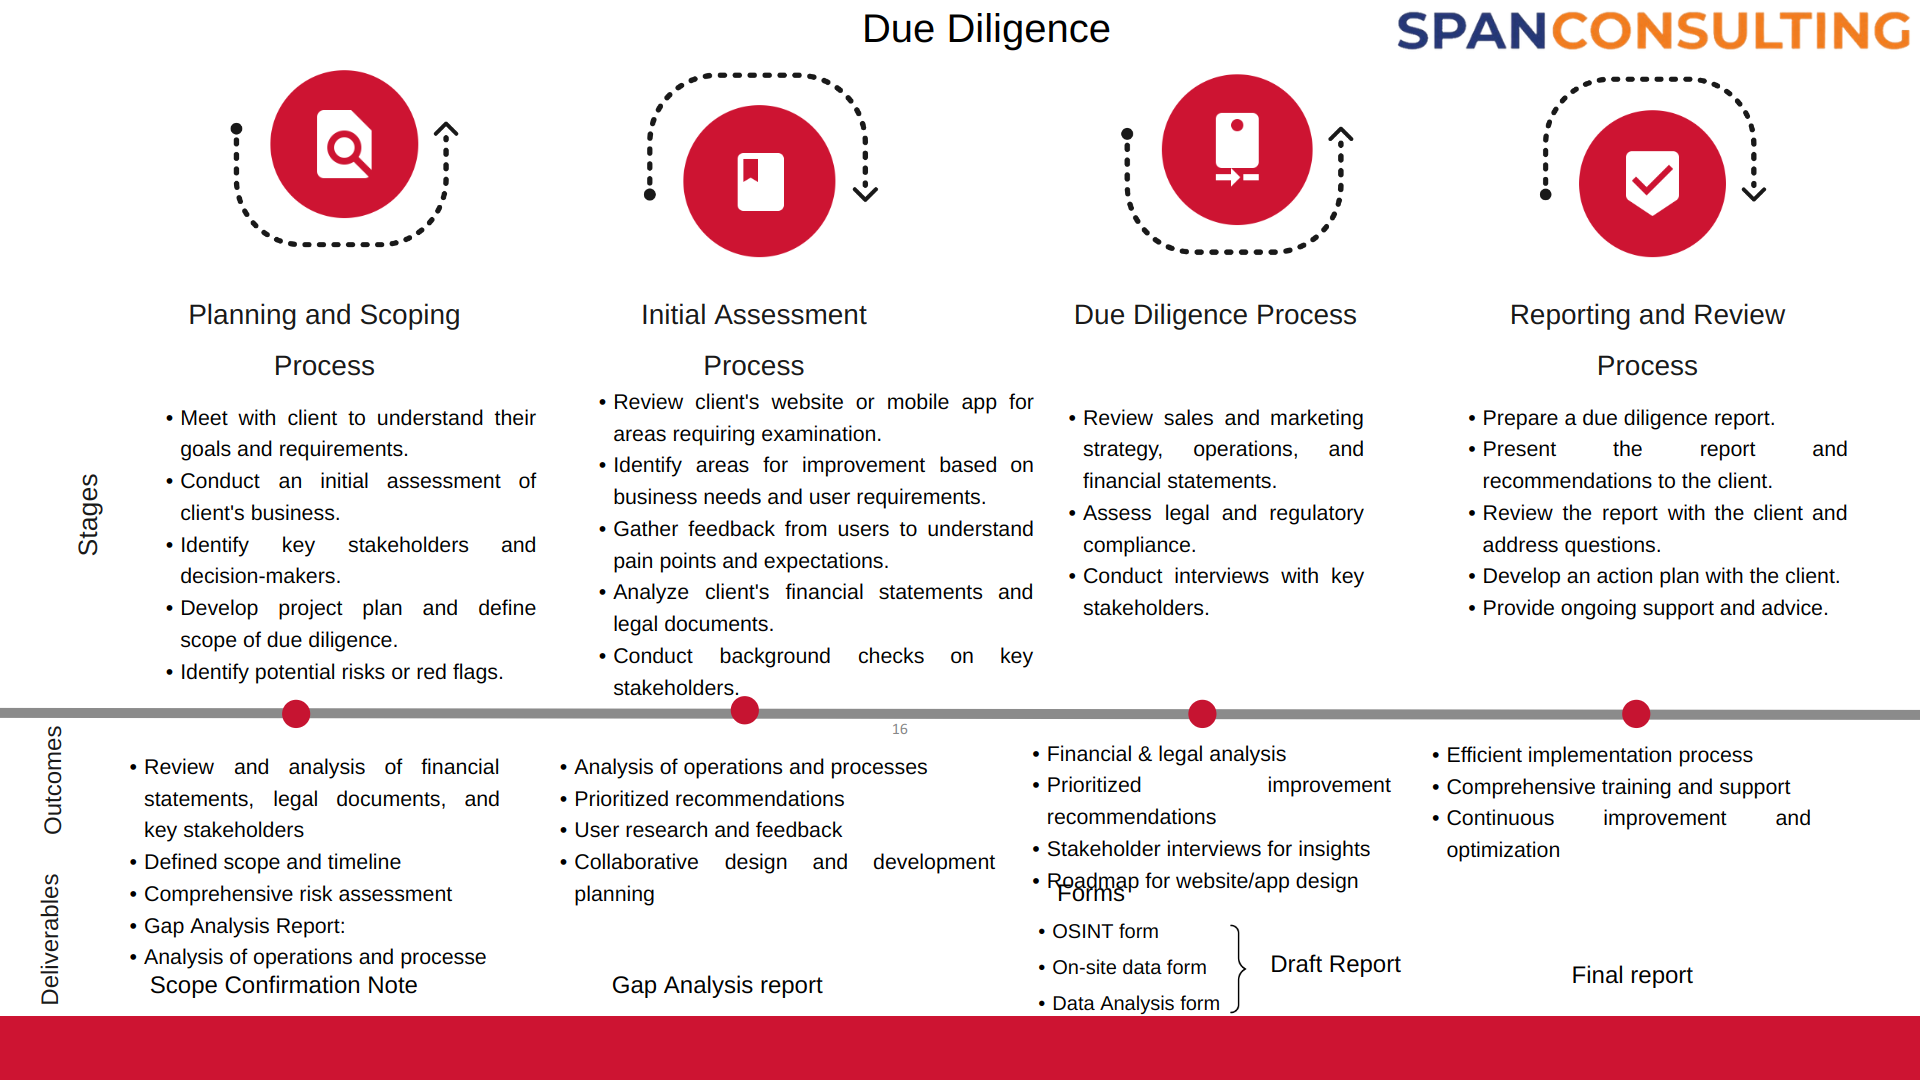 Due Diligence
SPANCONSULTING
Planning and Scoping
Process
Initial Assessment
Process
Due Diligence Process
Reporting and Review
Process
Stages
• Meet with client to understand their
goals and requirements.
• Conduct an initial assessment of
client's business.
• Identify key stakeholders and
decision-makers.
• Develop project plan and define
scope of due diligence.
• Identify potential risks or red flags.
• Review client's website or mobile app for
areas requiring examination.
• Identify areas for improvement based on
business needs and user requirements.
• Gather feedback from users to understand
pain points and expectations.
• Analyze client's financial statements and
legal documents.
• Conduct background checks on key
stakeholders.
• Review sales and marketing
strategy, operations, and
financial statements.
• Assess legal and regulatory
compliance.
• Conduct interviews with key
stakeholders.
• Prepare a due diligence report.
• Present the report and
recommendations to the client.
• Review the report with the client and
address questions.
• Develop an action plan with the client.
• Provide ongoing support and advice.
16
Outcomes
• Review and analysis of financial
statements, legal documents, and
key stakeholders
• Defined scope and timeline
• Comprehensive risk assessment
• Gap Analysis Report:
• Analysis of operations and processe
• Analysis of operations and processes
• Prioritized recommendations
• User research and feedback
• Collaborative design and development
planning
• Financial & legal analysis
• Prioritized improvement
recommendations
• Stakeholder interviews for insights
• Roadmap for website/app design
• Efficient implementation process
• Comprehensive training and support
• Continuous improvement and
optimization
Deliverables
Scope Confirmation Note
Gap Analysis report
Forms
• OSINT form
• On-site data form
• Data Analysis form
Draft Report
Final report